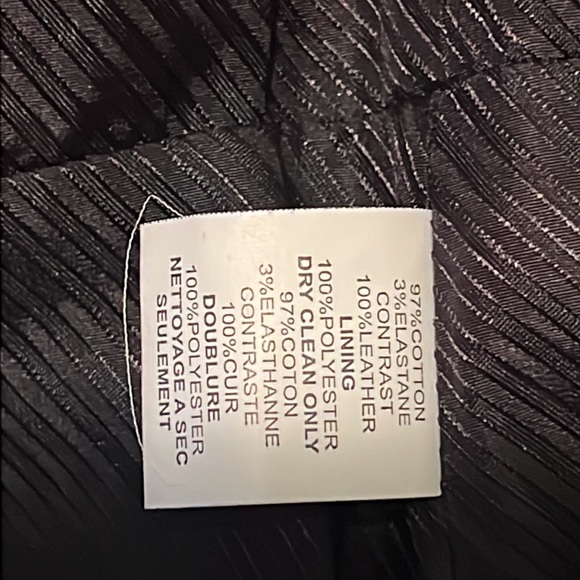 97%COTTON
3%ELASTANE
CONTRAST
100%LEATHER
LINING
100%POLYESTER
DRY CLEAN ONLY
97%COTON
3%ELASTHANNE
CONTRASTE
100%CUIR
DOUBLURE
100%POLYESTER
NETTOYAGE A SEC
SEULEMENT